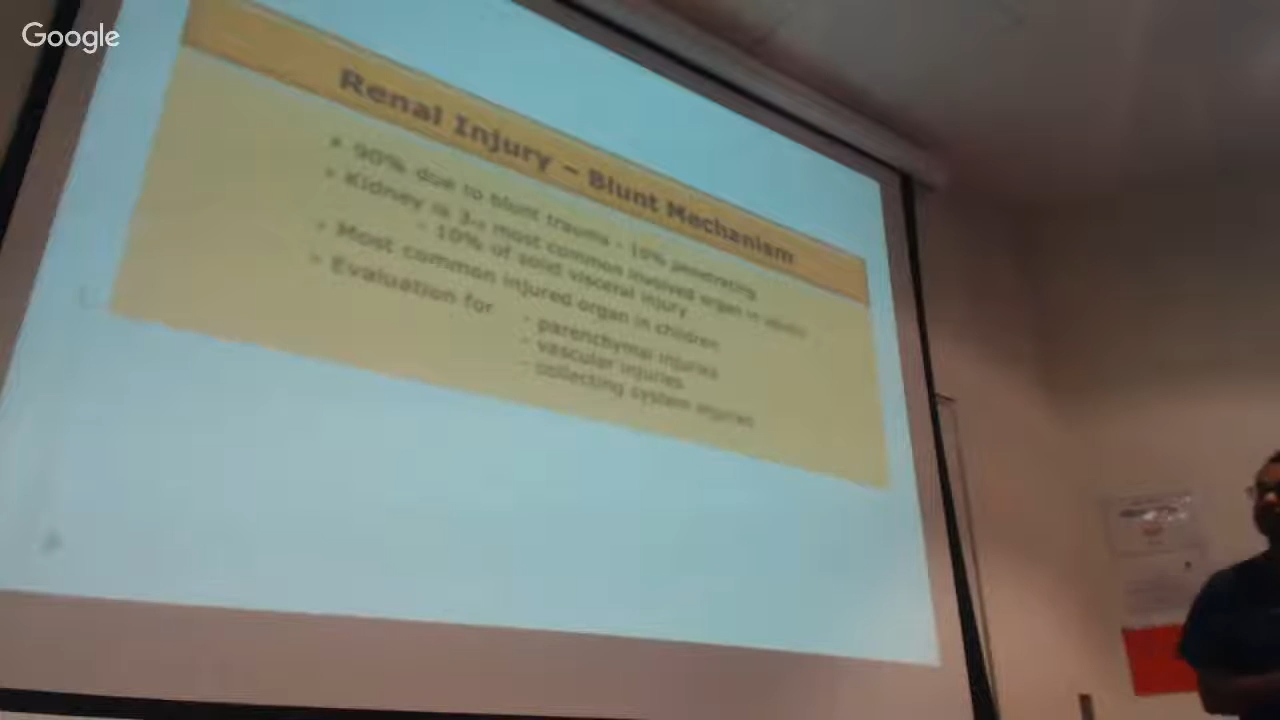 Google
Renal Injury – Blunt Mechanism
90% due to blunt trauma - 10% penetrating
Kidney is 3rd most common involved organ in adults
- 10% of solid visceral injury
Most common injured organ in children
Evaluation for
- parenchymal injuries
- vascular injuries
- collecting system injuries